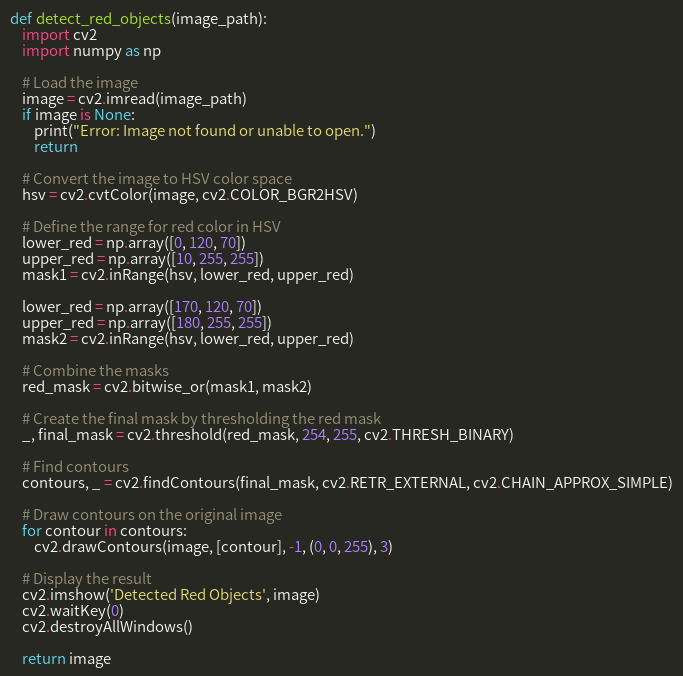 def detect_red_objects(image_path):
    import cv2
    import numpy as np

    # Load the image
    image = cv2.imread(image_path)
    if image is None:
        print("Error: Image not found or unable to open.")
        return

    # Convert the image to HSV color space
    hsv = cv2.cvtColor(image, cv2.COLOR_BGR2HSV)

    # Define the range for red color in HSV
    lower_red = np.array([0, 120, 70])
    upper_red = np.array([10, 255, 255])
    mask1 = cv2.inRange(hsv, lower_red, upper_red)

    lower_red = np.array([170, 120, 70])
    upper_red = np.array([180, 255, 255])
    mask2 = cv2.inRange(hsv, lower_red, upper_red)

    # Combine the masks
    red_mask = cv2.bitwise_or(mask1, mask2)

    # Create the final mask by thresholding the red mask
    _, final_mask = cv2.threshold(red_mask, 254, 255, cv2.THRESH_BINARY)

    # Find contours
    contours, _ = cv2.findContours(final_mask, cv2.RETR_EXTERNAL, cv2.CHAIN_APPROX_SIMPLE)

    # Draw contours on the original image
    for contour in contours:
        cv2.drawContours(image, [contour], -1, (0, 0, 255), 3)

    # Display the result
    cv2.imshow('Detected Red Objects', image)
    cv2.waitKey(0)
    cv2.destroyAllWindows()

    return image